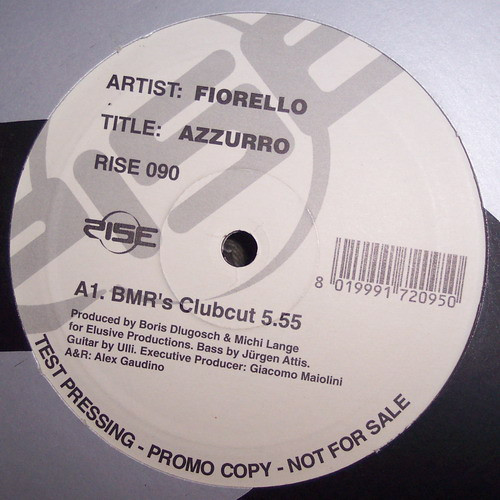 ARTIST: FIORELLO
TITLE: AZZURRO
RISE 090
RISE
8 019991 720950
A1. BMR's Clubcut 5.55
Produced by Boris Dlugosch & Michi Lange
for Elusive Productions. Bass by Jürgen Attis.
Guitar by Ulli. Executive Producer: Giacomo Maiolini
A&R: Alex Gaudino
TEST PRESSING - PROMO COPY - NOT FOR SALE